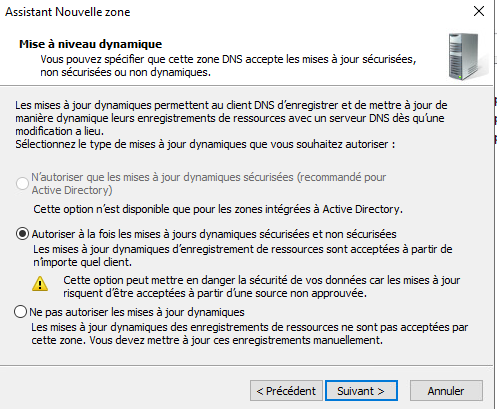 Assistant Nouvelle zone
Mise à niveau dynamique
Vous pouvez spécifier que cette zone DNS accepte les mises à jour sécurisées,
non sécurisées ou non dynamiques.
Les mises à jour dynamiques permettent au client DNS d'enregistrer et de mettre à jour de
manière dynamique leurs enregistrements de ressources avec un serveur DNS dès qu'une
modification a lieu.
Sélectionnez le type de mises à jour dynamiques que vous souhaitez autoriser :
N'autoriser que les mises à jour dynamiques sécurisées (recommandé pour
Active Directory)
Cette option n'est disponible que pour les zones intégrées à Active Directory.
Autoriser à la fois les mises à jours dynamiques sécurisées et non sécurisées
Les mises à jour dynamiques d'enregistrement de ressources sont acceptées à partir de
n'importe quel client.
Cette option peut mettre en danger la sécurité de vos données car les mises à jour
risquent d'être acceptées à partir d'une source non approuvée.
Ne pas autoriser les mises à jour dynamiques
Les mises à jour dynamiques des enregistrements de ressources ne sont pas acceptées par
cette zone. Vous devez mettre à jour ces enregistrements manuellement.
< Précédent
Suivant >
Annuler